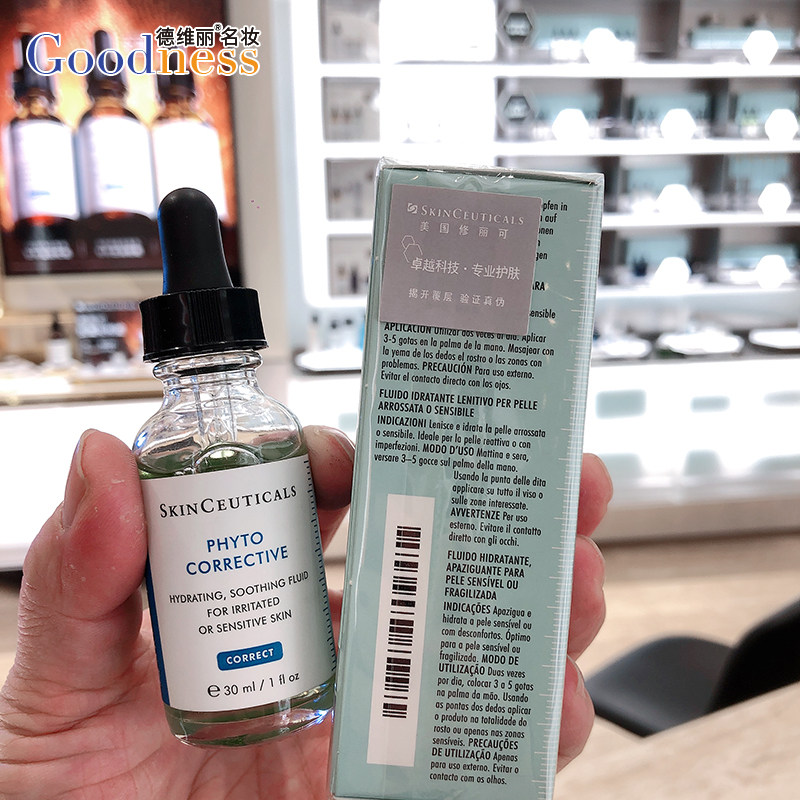 德维丽®名妆
Goodness
SKINCEUTICALS
PHYTO
CORRECTIVE
HYDRATING, SOOTHING FLUID
FOR IRRITATED
OR SENSITIVE SKIN
CORRECT
℮ 30 ml / 1 fl oz
SKINCEUTICALS
美国修丽可
卓越科技·专业护肤
揭开覆层 验证真伪
APLICACIÓN Utilizar dos veces al día. Aplicar
3-5 gotas en la palma de la mano. Masajear con
la yema de los dedos el rostro o las zonas con
problemas. PRECAUCIÓN Para uso externo.
Evitar el contacto directo con los ojos.
FLUIDO IDRATANTE LENITIVO PER PELLE
ARROSSATA O SENSIBILE
INDICAZIONI Lenisce e idrata la pelle arrossata
o sensibile. Ideale per la pelle reattiva o con
imperfezioni. MODO D'USO Mattina e sera,
versare 3–5 gocce sul palmo della mano.
Usando la punta delle dita
applicare su tutto il viso o
sulle zone interessate.
AVVERTENZE Per uso
esterno. Evitare il contatto
diretto con gli occhi.
FLUIDO HIDRATANTE,
APAZIGUANTE PARA
PELE SENSÍVEL OU
FRAGILIZADA
INDICAÇÕES Apazigua e
hidrata a pele sensível ou
com desconfortos. Óptimo
para a pele sensível ou
fragilizada. MODO DE
UTILIZAÇÃO Duas vezes
por dia, colocar 3 a 5 gotas
na palma da mão. Usando
as pontas dos dedos aplicar
o produto na totalidade do
rosto ou apenas nas zonas
sensíveis. PRECAUÇÕES
DE UTILIZAÇÃO Apenas
para uso externo. Evitar o
contacto com os olhos.